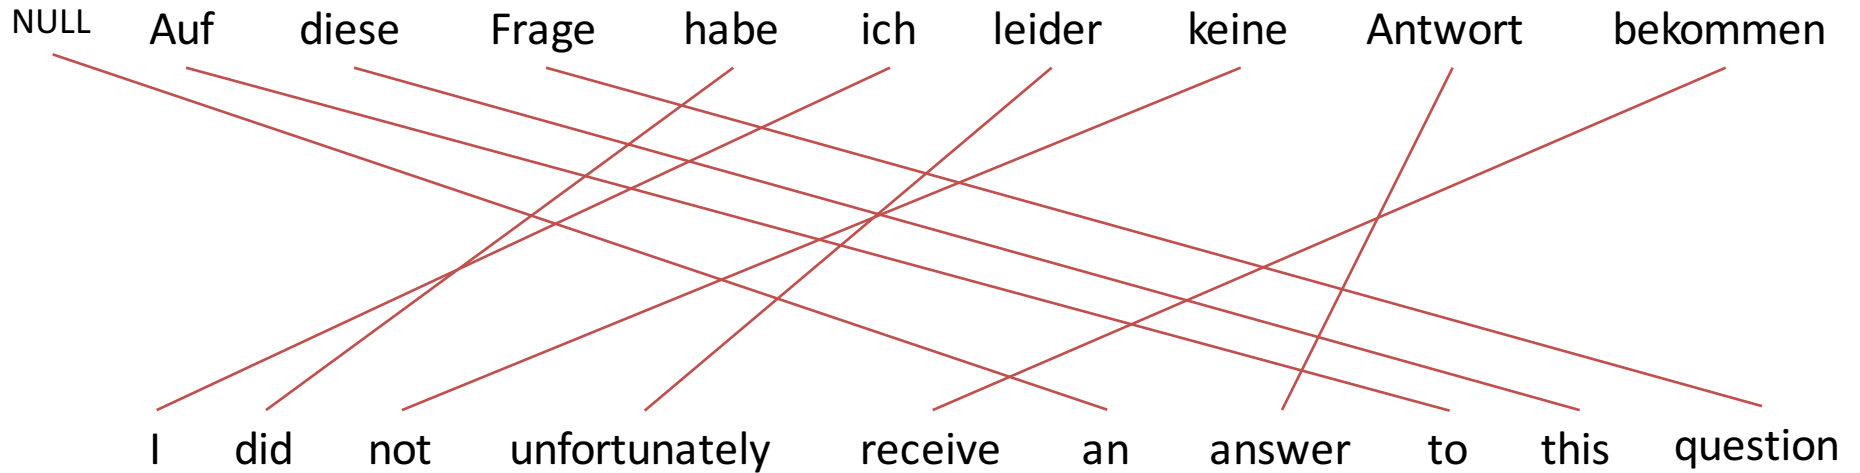 NULL Auf diese Frage habe ich leider keine Antwort bekommen
I did not unfortunately receive an answer to this question